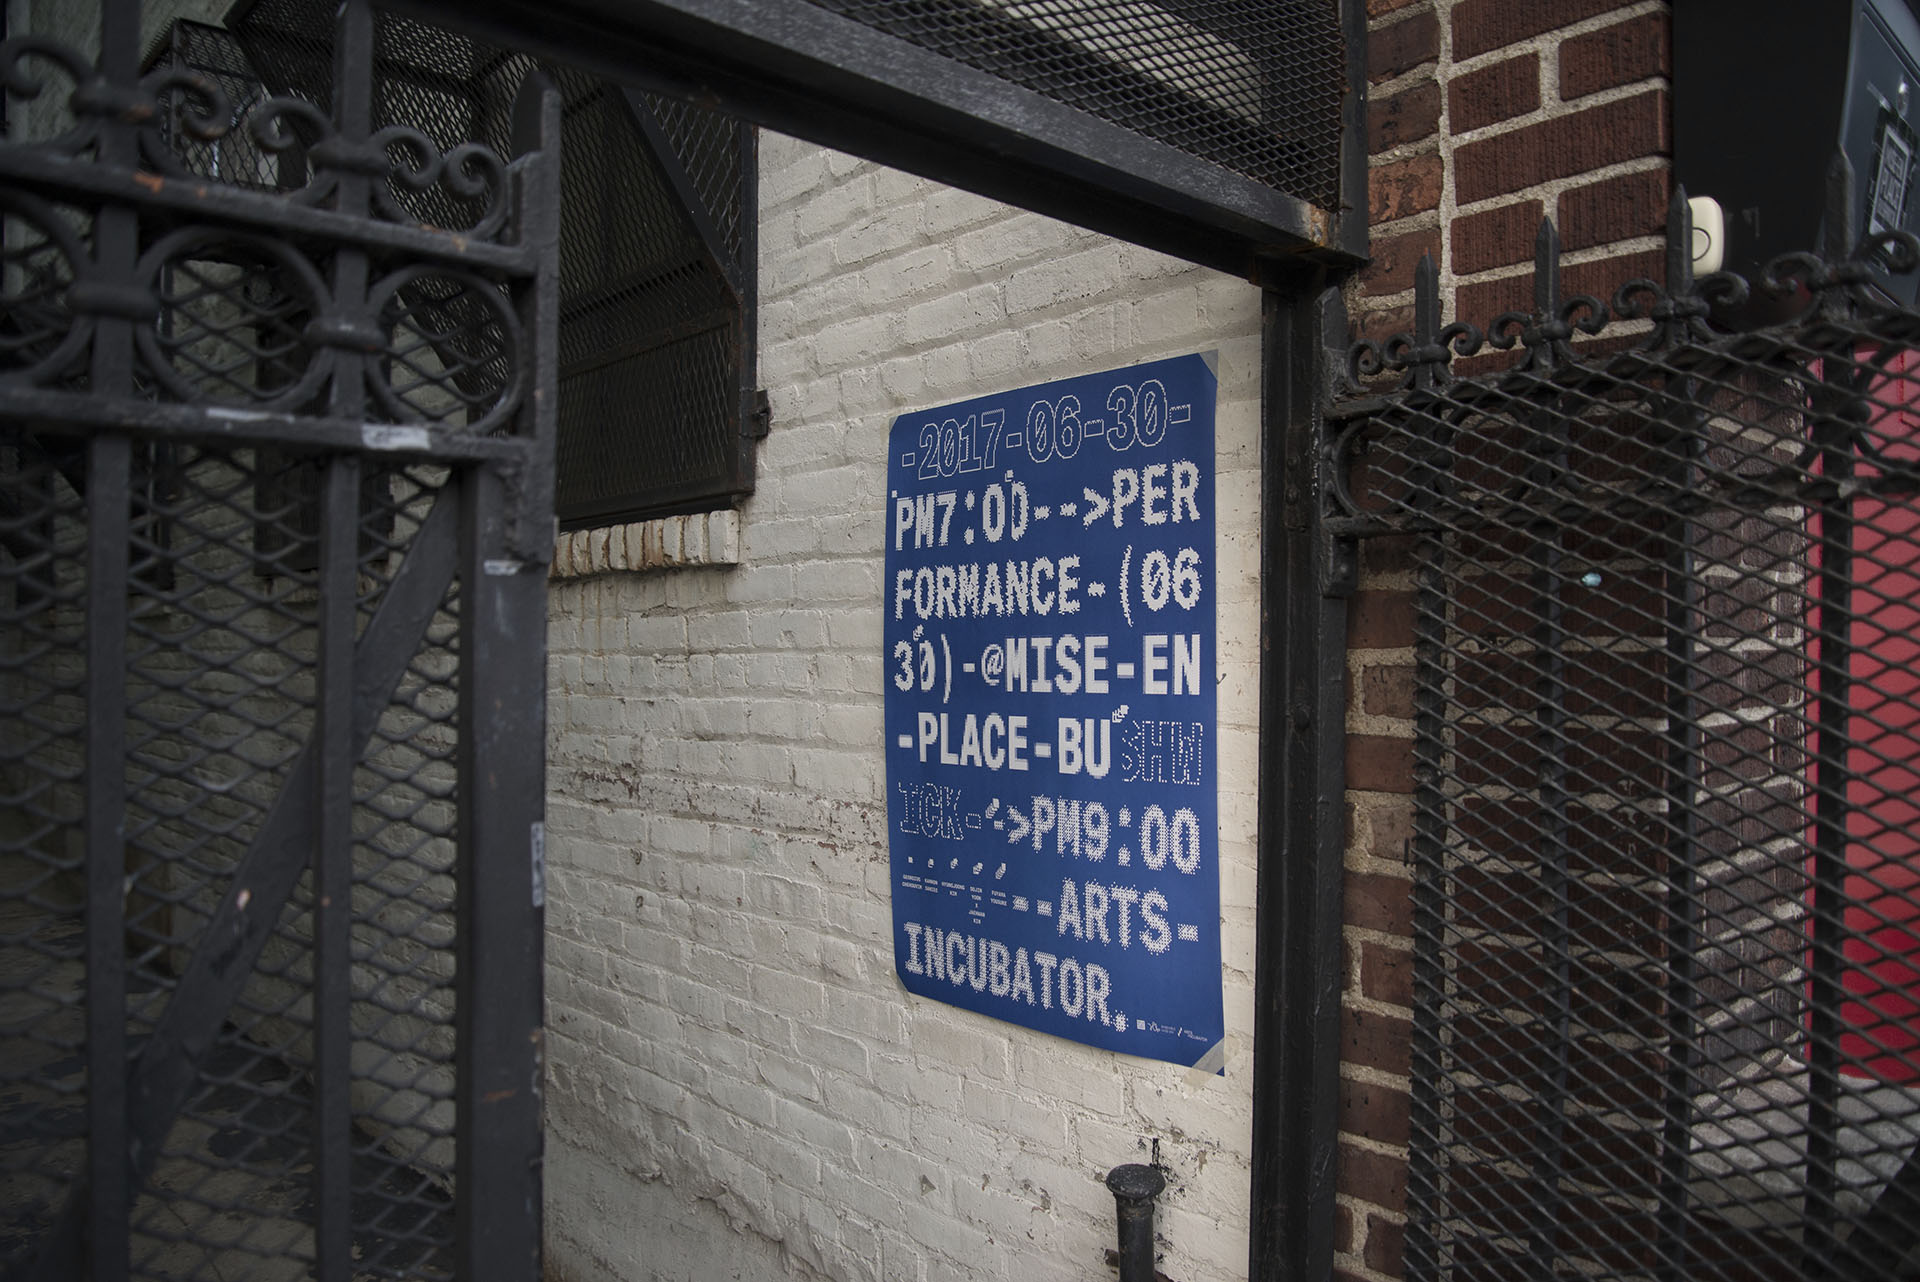 -2017-06-30-
PM7:00-->PER
FORMANCE-(06
30)-@MISE-EN
-PLACE-BUSHW
ICK-->PM9:00
--ARTS-
INCUBATOR.